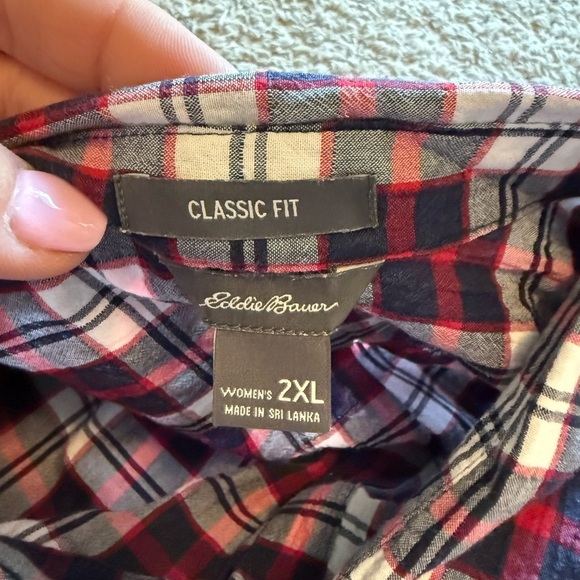 CLASSIC FIT
Eddie Bauer
WOMEN'S 2XL
MADE IN SRI LANKA